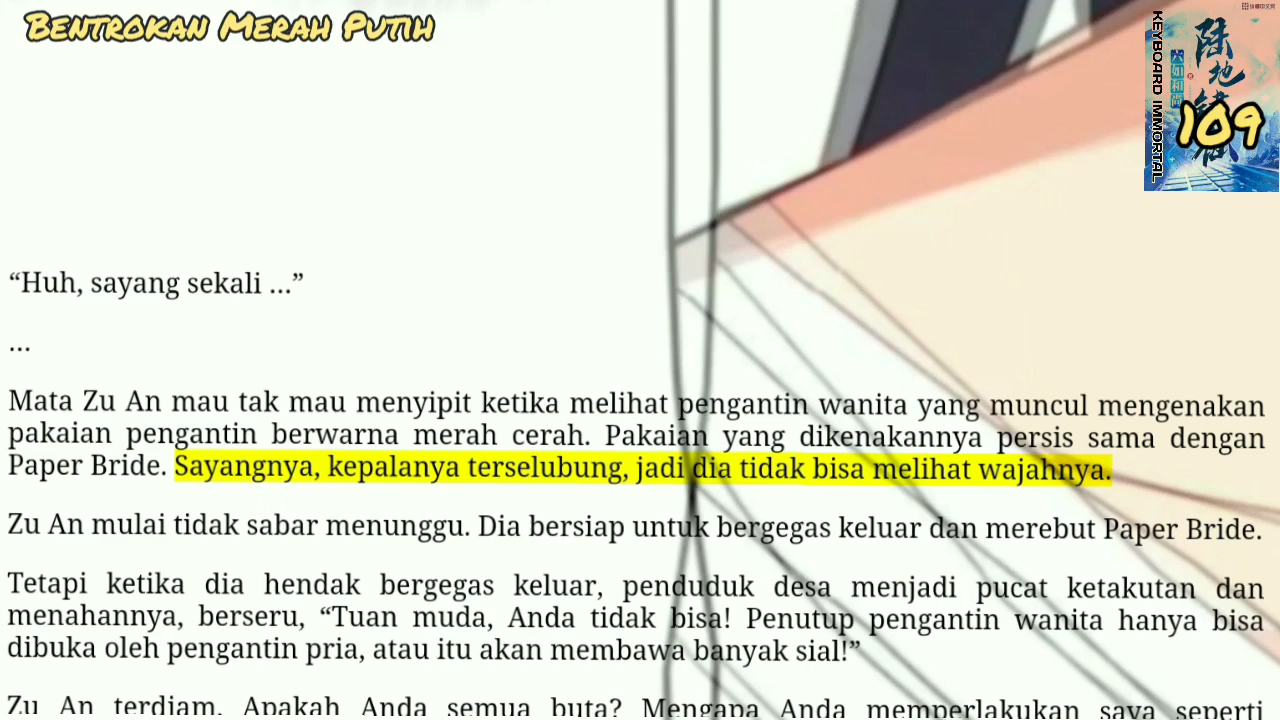 BENTROKAN MERAH PUTIH
KEYBOARD IMMORTAL
陆地
109
“Huh, sayang sekali ...”
...
Mata Zu An mau tak mau menyipit ketika melihat pengantin wanita yang muncul mengenakan
pakaian pengantin berwarna merah cerah. Pakaian yang dikenakannya persis sama dengan
Paper Bride. Sayangnya, kepalanya terselubung, jadi dia tidak bisa melihat wajahnya.
Zu An mulai tidak sabar menunggu. Dia bersiap untuk bergegas keluar dan merebut Paper Bride.
Tetapi ketika dia hendak bergegas keluar, penduduk desa menjadi pucat ketakutan dan
menahannya, berseru, “Tuan muda, Anda tidak bisa! Penutup pengantin wanita hanya bisa
dibuka oleh pengantin pria, atau itu akan membawa banyak sial!”
Zu An terdiam. Apakah Anda semua buta? Mengapa Anda memperlakukan saya seperti